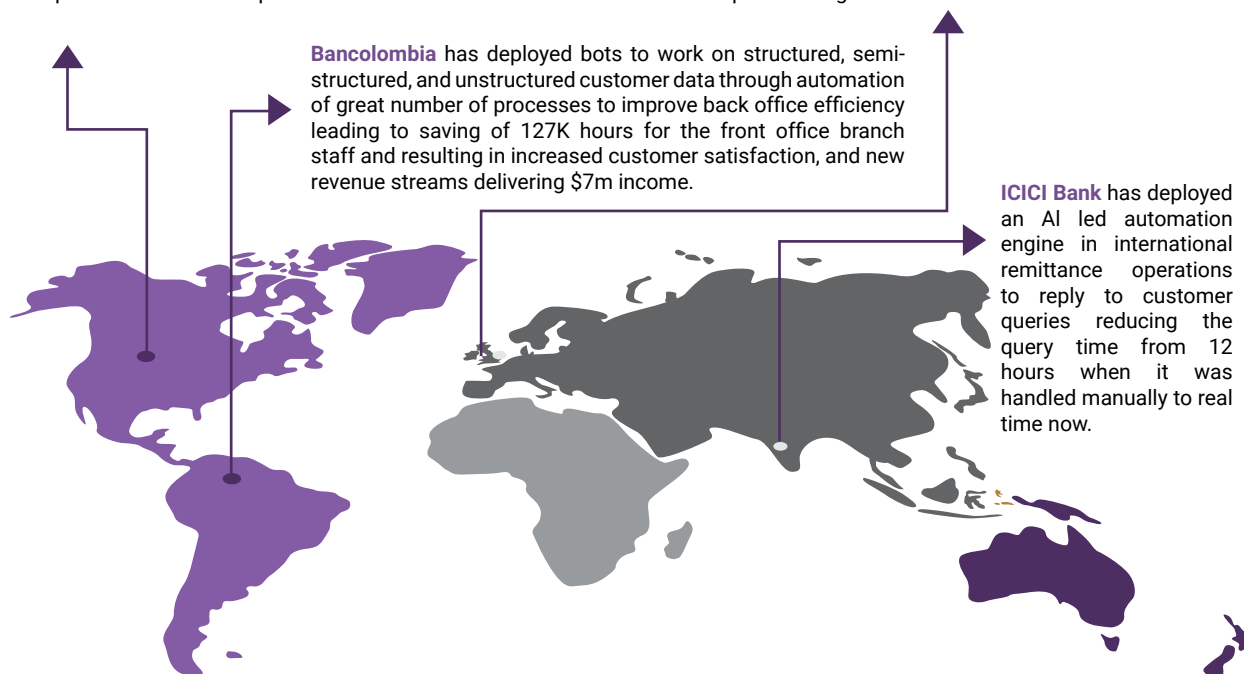 Bancolombia has deployed bots to work on structured, semi-
structured, and unstructured customer data through automation
of great number of processes to improve back office efficiency
leading to saving of 127K hours for the front office branch
staff and resulting in increased customer satisfaction, and new
revenue streams delivering $7m income.
ICICI Bank has deployed
an AI led automation
engine in international
remittance operations
to reply to customer
queries reducing the
query time from 12
hours when it was
handled manually to real
time now.